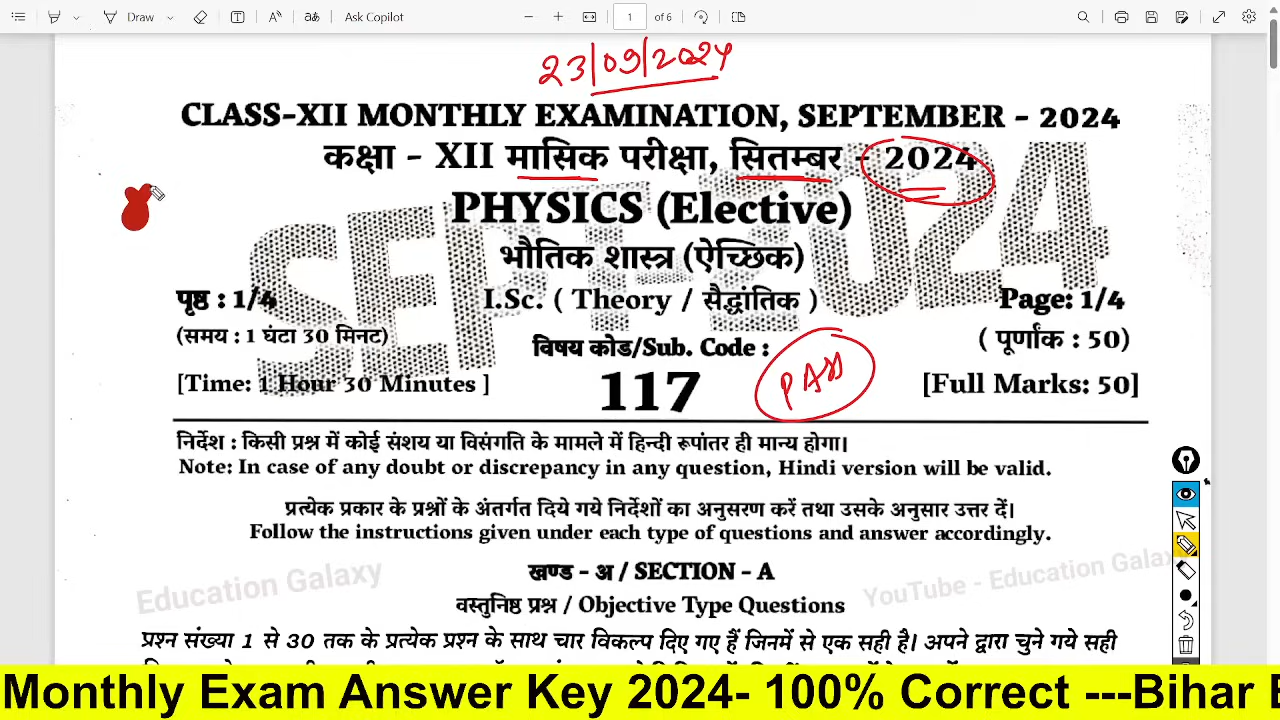 Draw
Ask Copilot
1 of 6
23/09/2024
CLASS-XII MONTHLY EXAMINATION, SEPTEMBER - 2024
कक्षा - XII मासिक परीक्षा, सितम्बर - 2024
SEPT-2024
PHYSICS (Elective)
भौतिक शास्त्र (ऐच्छिक)
पृष्ठ : 1/4
I.Sc. ( Theory / सैद्धांतिक )
Page: 1/4
(समय : 1 घंटा 30 मिनट)
विषय कोड/Sub. Code :
( पूर्णांक : 50)
[Time: 1 Hour 30 Minutes ]
117
[Full Marks: 50]
निर्देश : किसी प्रश्न में कोई संशय या विसंगति के मामले में हिन्दी रूपांतर ही मान्य होगा।
Note: In case of any doubt or discrepancy in any question, Hindi version will be valid.
प्रत्येक प्रकार के प्रश्नों के अंतर्गत दिये गये निर्देशों का अनुसरण करें तथा उसके अनुसार उत्तर दें।
Follow the instructions given under each type of questions and answer accordingly.
खण्ड - अ / SECTION - A
Education Galaxy
YouTube - Education Galaxy
वस्तुनिष्ठ प्रश्न / Objective Type Questions
प्रश्न संख्या 1 से 30 तक के प्रत्येक प्रश्न के साथ चार विकल्प दिए गए हैं जिनमें से एक सही है। अपने द्वारा चुने गये सही
Monthly Exam Answer Key 2024- 100% Correct ---Bihar